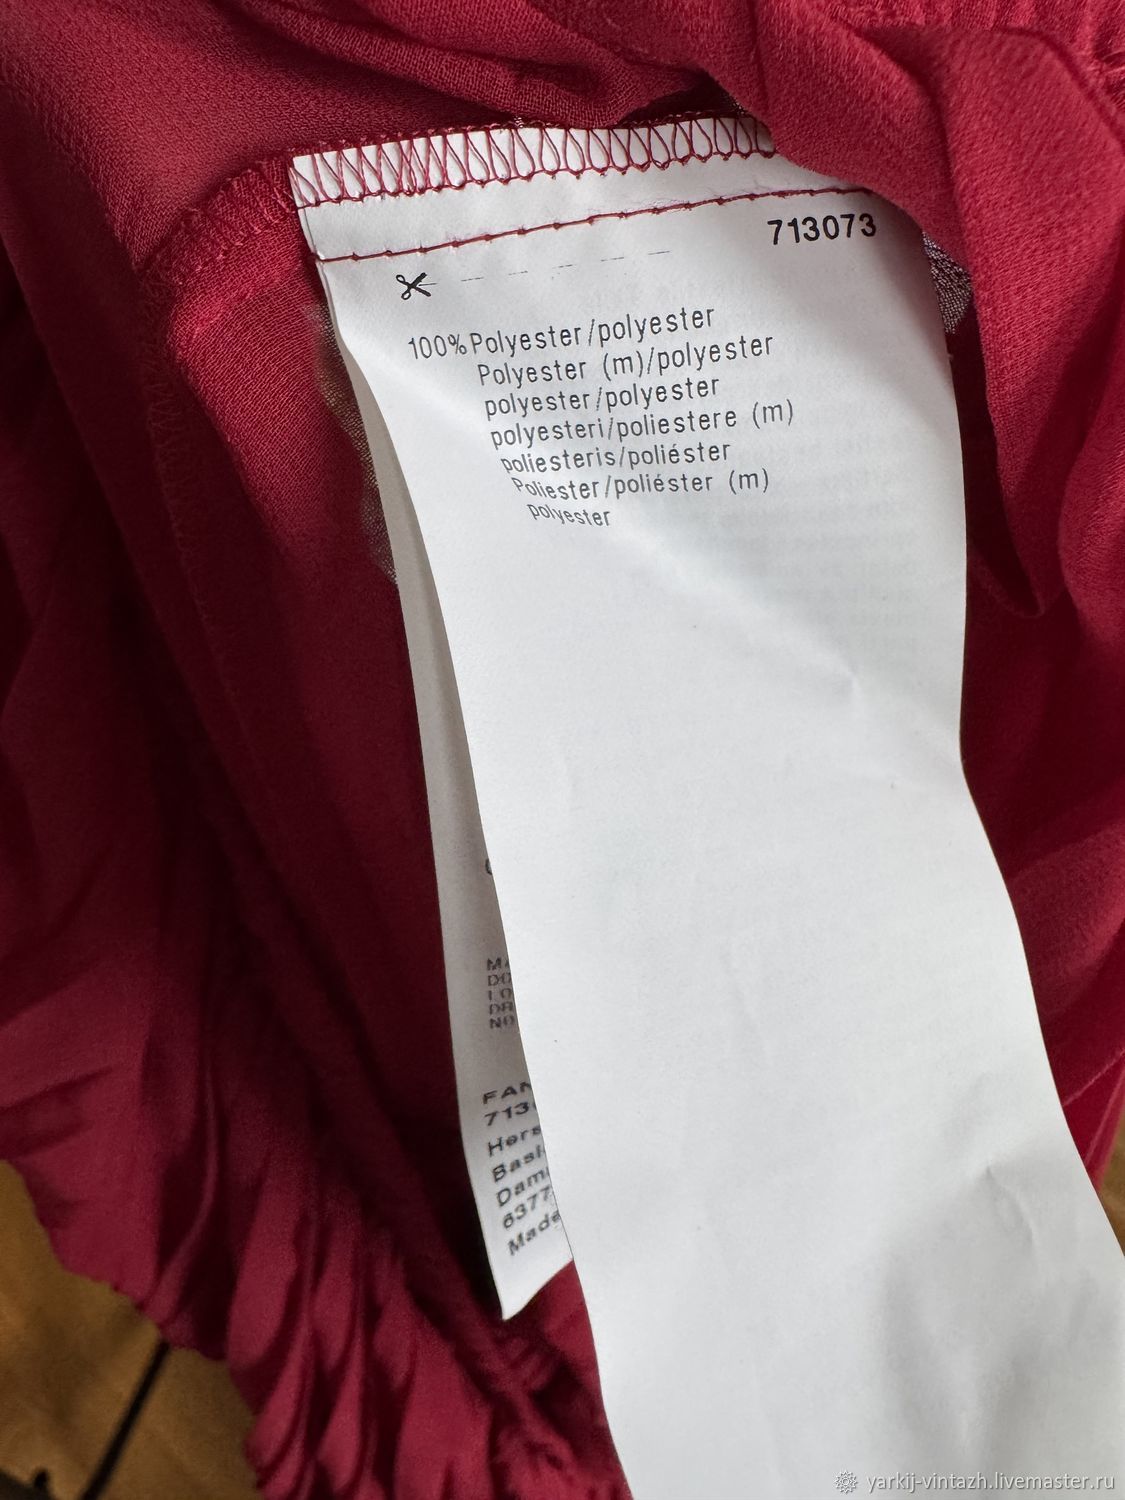 713073
100% Polyester/polyester
Polyester (m)/polyester
polyester/polyester
polyesteri/poliestere (m)
poliesteris/poliéster
Poliester/poliéster (m)
polyester
yarkij-vintazh.livemaster.ru